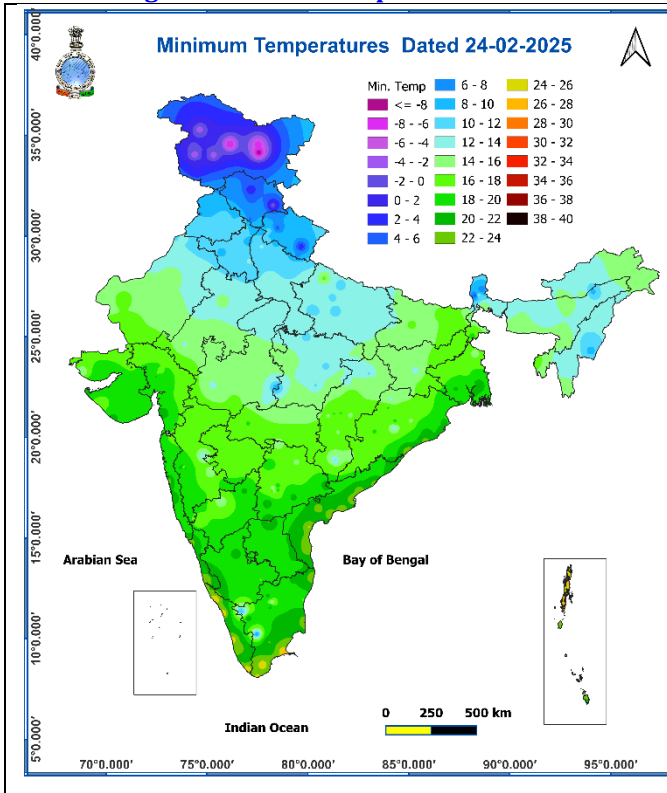 Minimum Temperatures Dated 24-02-2025
Min. Temp
<= -8
-8 - -6
-6 - -4
-4 - -2
-2 - 0
0 - 2
2 - 4
4 - 6
6 - 8
8 - 10
10 - 12
12 - 14
14 - 16
16 - 18
18 - 20
20 - 22
22 - 24
24 - 26
26 - 28
28 - 30
30 - 32
32 - 34
34 - 36
36 - 38
38 - 40
40°0.000'
35°0.000'
30°0.000'
25°0.000'
20°0.000'
15°0.000'
10°0.000'
5°0.000'
Arabian Sea
Bay of Bengal
Indian Ocean
0 250 500 km
70°0.000' 75°0.000' 80°0.000' 85°0.000' 90°0.000' 95°0.000'